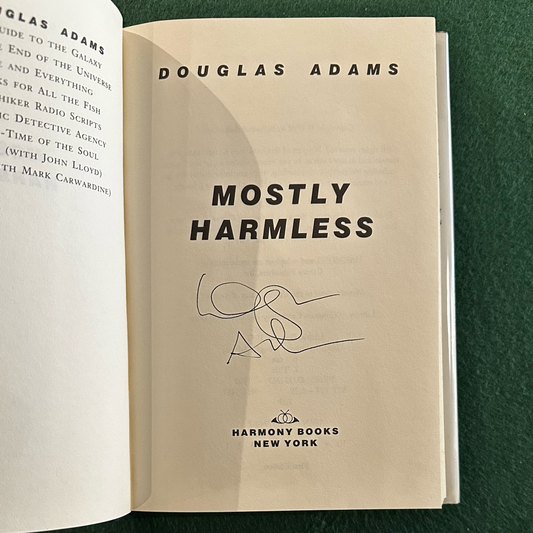 UGLAS ADAMS
UIDE TO THE GALAXY
E END OF THE UNIVERSE
E AND EVERYTHING
KS FOR ALL THE FISH
HIKER RADIO SCRIPTS
IC DETECTIVE AGENCY
-TIME OF THE SOUL
(WITH JOHN LLOYD)
TH MARK CARWARDINE)
DOUGLAS ADAMS
MOSTLY
HARMLESS
HARMONY BOOKS
NEW YORK